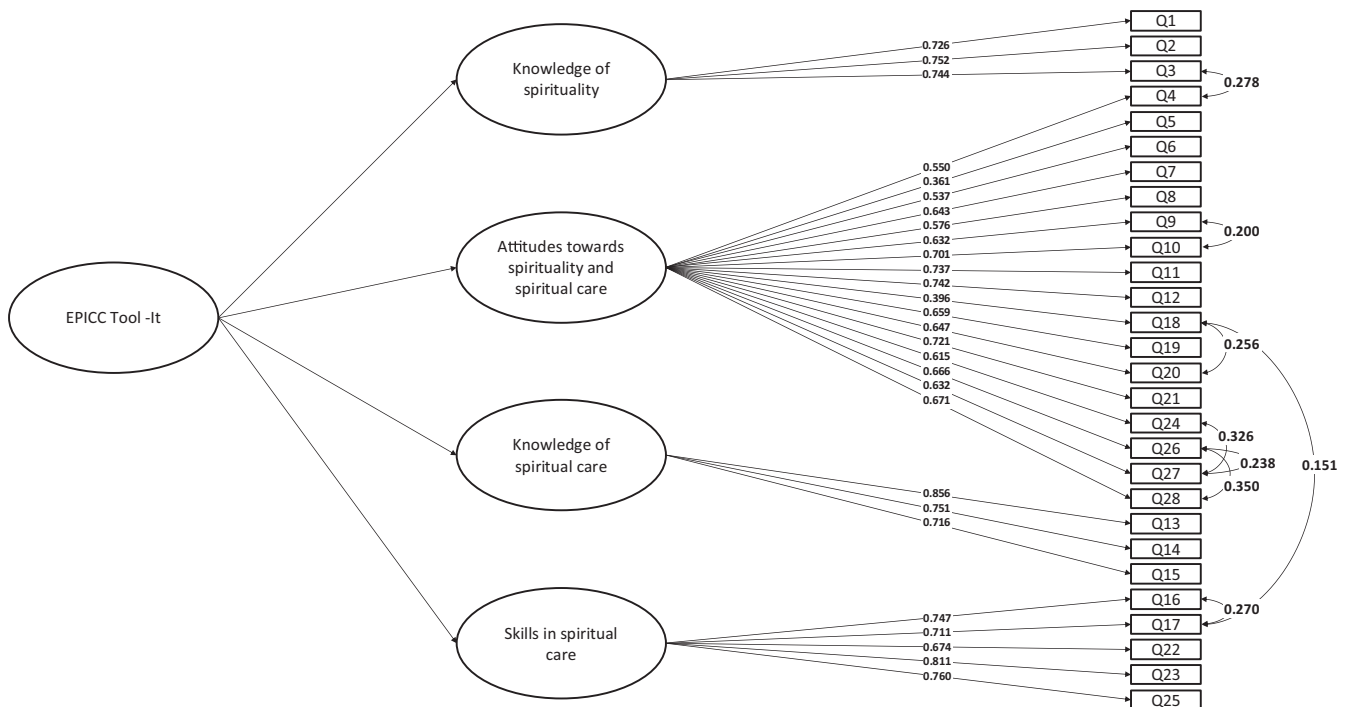 EPICC Tool -It
Knowledge of
spirituality
Attitudes towards
spirituality and
spiritual care
Knowledge of
spiritual care
Skills in spiritual
care
0.726
0.752
0.744
0.550
0.361
0.537
0.643
0.576
0.632
0.701
0.737
0.742
0.396
0.659
0.647
0.721
0.615
0.666
0.632
0.671
0.856
0.751
0.716
0.747
0.711
0.674
0.811
0.760
Q1
Q2
Q3
Q4
Q5
Q6
Q7
Q8
Q9
Q10
Q11
Q12
Q18
Q19
Q20
Q21
Q24
Q26
Q27
Q28
Q13
Q14
Q15
Q16
Q17
Q22
Q23
Q25
0.278
0.200
0.256
0.326
0.238
0.350
0.151
0.270